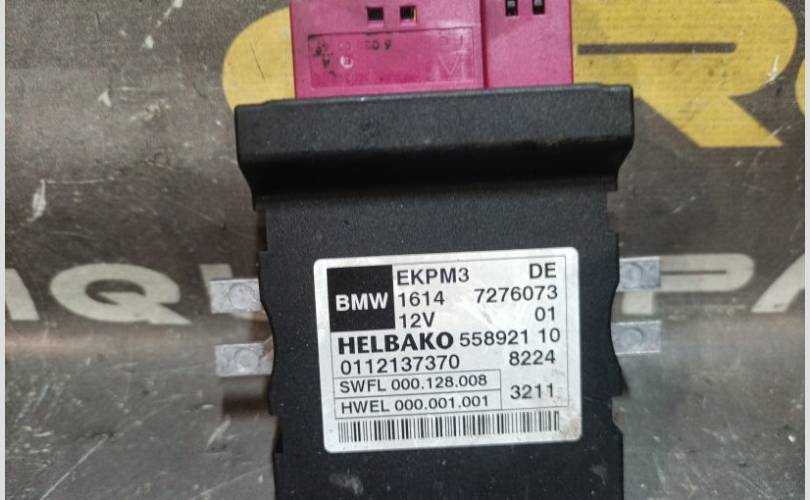 EKPM3 DE
BMW 1614 7276073
12V 01
HELBAKO 558921 10
0112137370 8224
SWFL 000.128.008
HWEL 000.001.001 3211